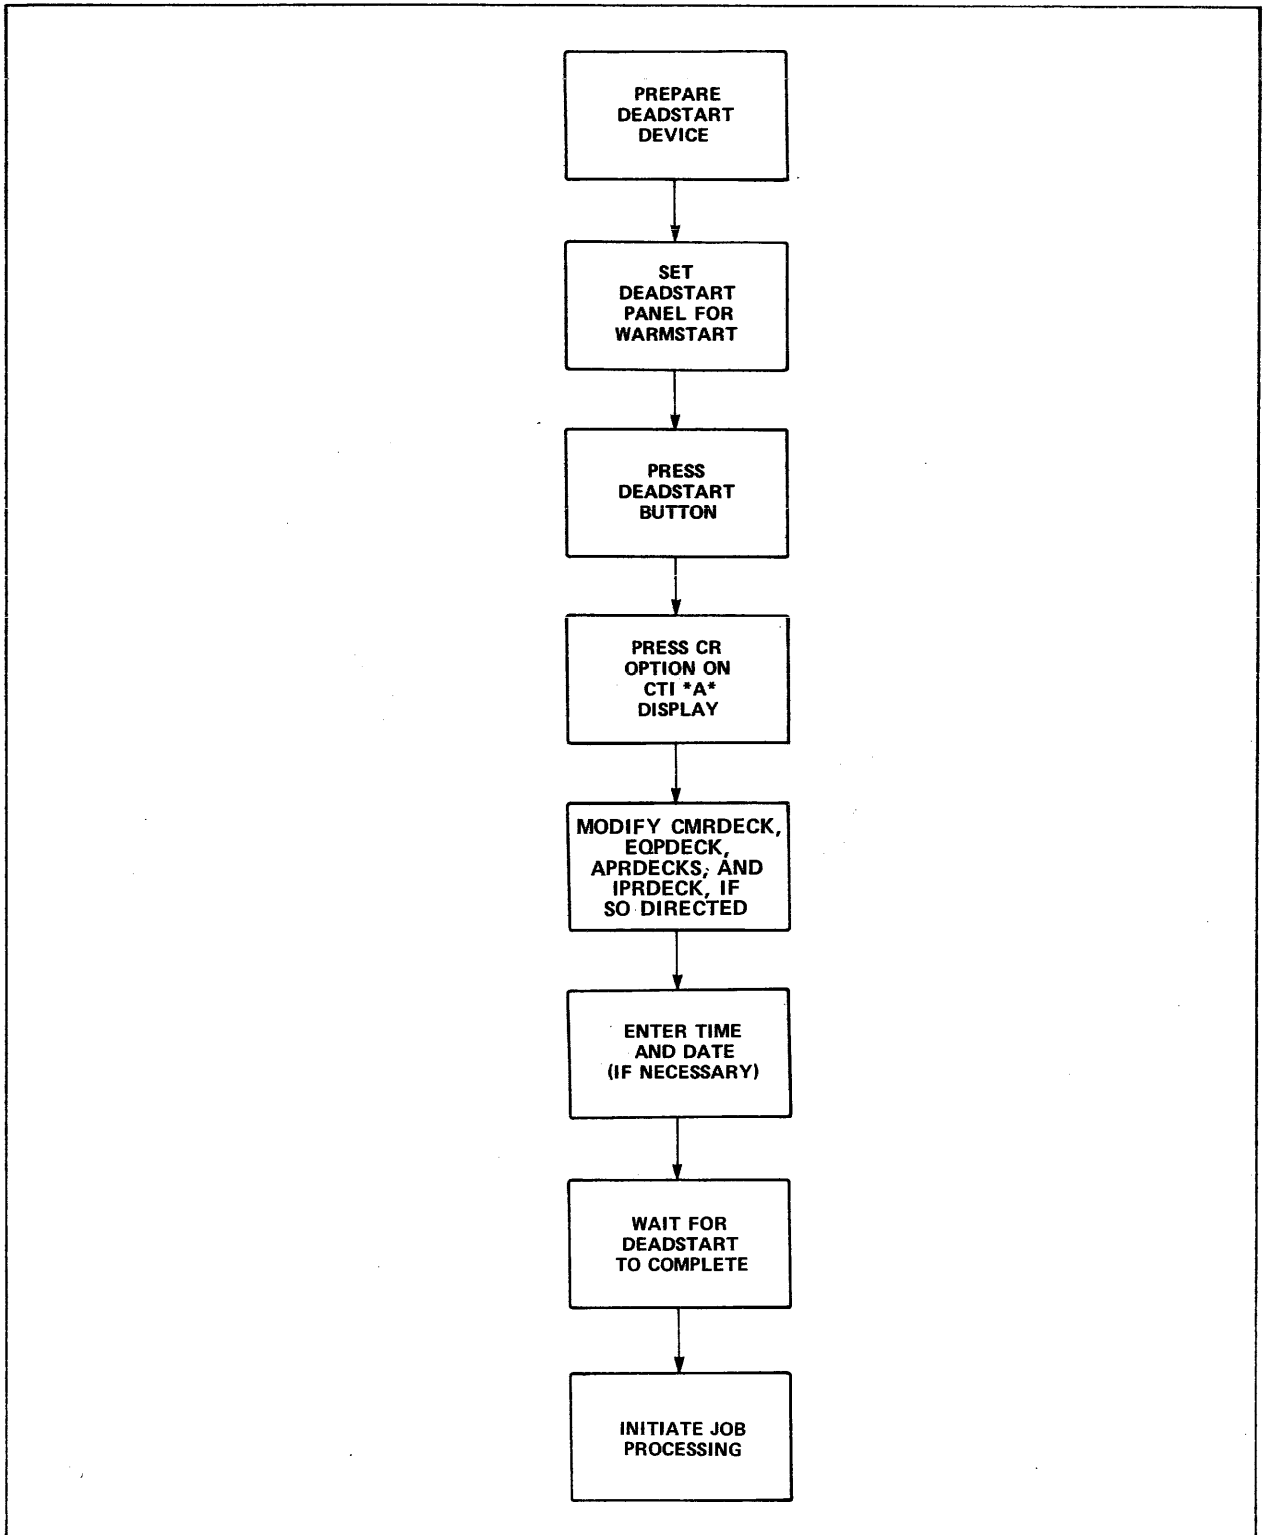 PREPARE
DEADSTART
DEVICE
SET
DEADSTART
PANEL FOR
WARMSTART
PRESS
DEADSTART
BUTTON
PRESS CR
OPTION ON
CTI *A*
DISPLAY
MODIFY CMRDECK,
EQPDECK,
APRDECKS, AND
IPRDECK, IF
SO DIRECTED
ENTER TIME
AND DATE
(IF NECESSARY)
WAIT FOR
DEADSTART
TO COMPLETE
INITIATE JOB
PROCESSING